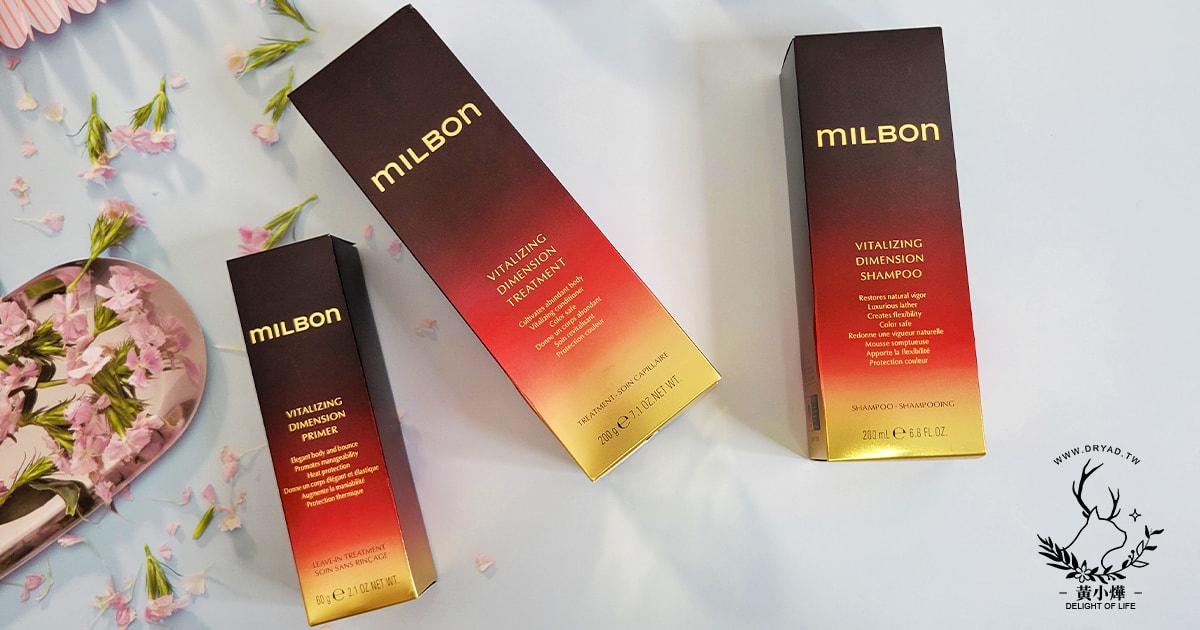 milbon
VITALIZING
DIMENSION
PRIMER
Elegant body and bounce
Promotes manageability
Heat protection
Donne un corps élégant et élastique
Augmente la maniabilité
Protection thermique
LEAVE-IN TREATMENT
SOIN SANS RINÇAGE
60 g ℮ 2.1 OZ.NET WT.
milbon
VITALIZING
DIMENSION
TREATMENT
Cultivates abundant body
Vitalizing conditioner
Color safe
Donne un corps abondant
Soin revitalisant
Protection couleur
TREATMENT - SOIN CAPILLAIRE
200 g ℮ 7.1 OZ.NET WT.
milbon
VITALIZING
DIMENSION
SHAMPOO
Restores natural vigor
Luxurious lather
Creates flexibility
Color safe
Redonne une vigueur naturelle
Mousse somptueuse
Apporte la flexibilité
Protection couleur
SHAMPOO - SHAMPOOING
200 mL ℮ 6.8 FL.OZ.
WWW.DRYAD.TW
- 黃小燁 -
DELIGHT OF LIFE